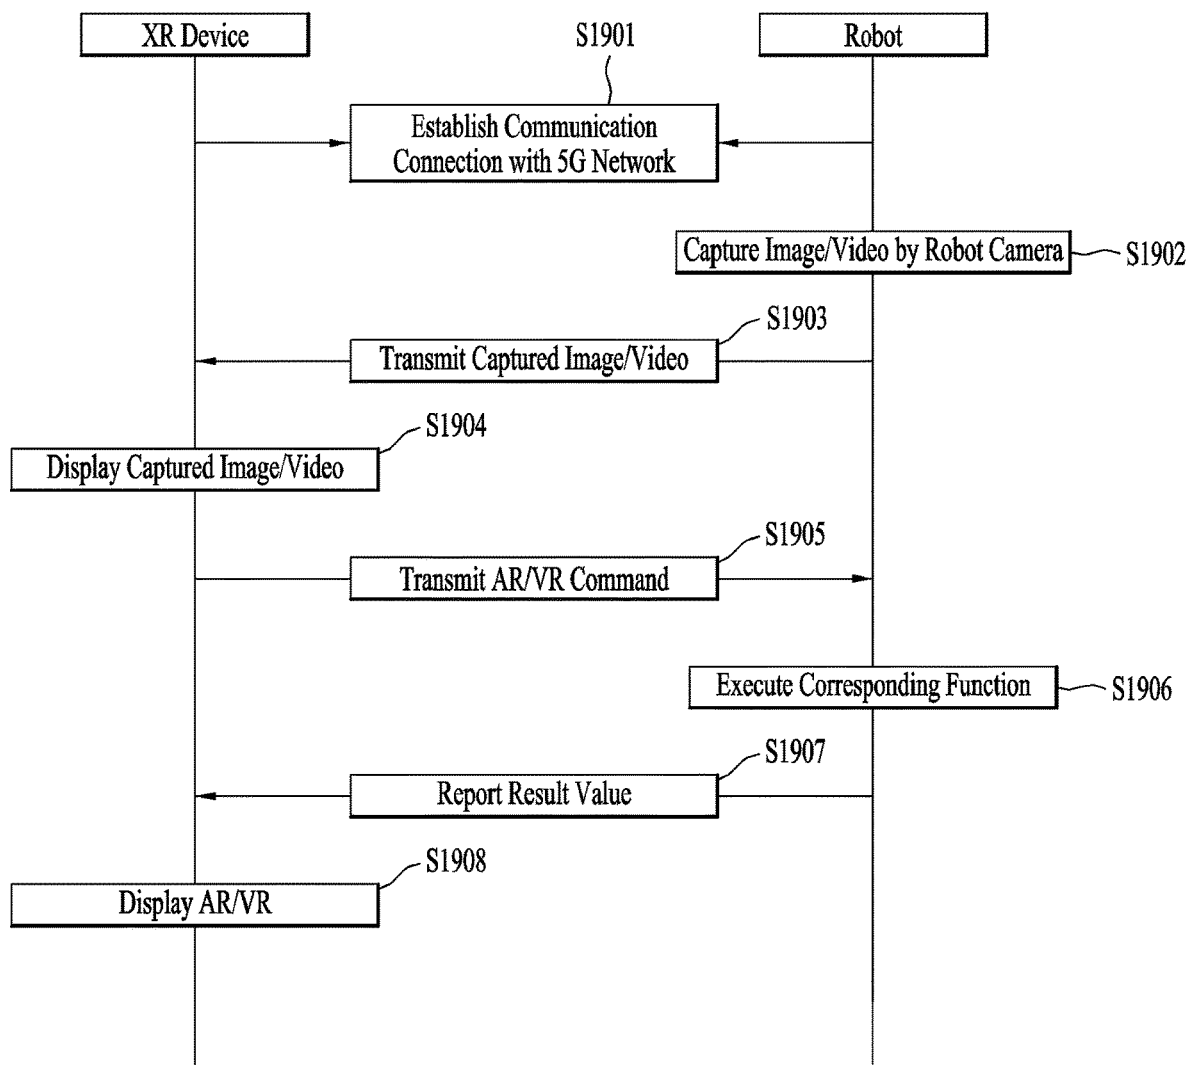 XR Device
Robot
S1901
Establish Communication
Connection with 5G Network
Capture Image/Video by Robot Camera
S1902
S1903
Transmit Captured Image/Video
S1904
Display Captured Image/Video
S1905
Transmit AR/VR Command
Execute Corresponding Function
S1906
S1907
Report Result Value
S1908
Display AR/VR